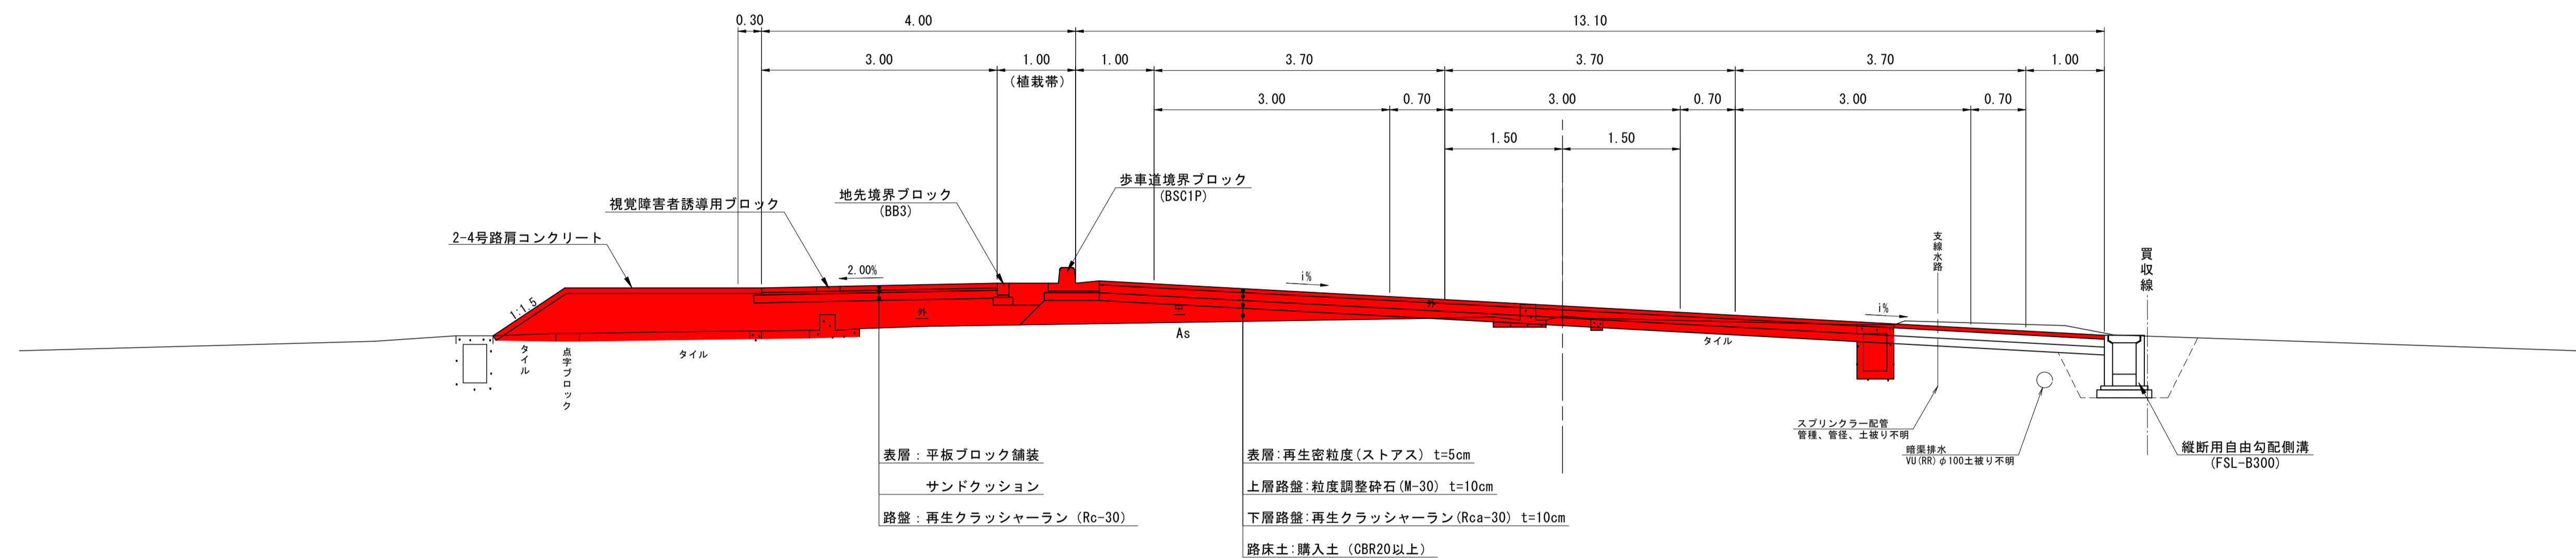 0.30
4.00
13.10
3.00
1.00
1.00
3.70
3.70
3.70
1.00
(植栽帯)
3.00
0.70
3.00
0.70
3.00
0.70
1.50
1.50
歩車道境界ブロック
(BSC1P)
地先境界ブロック
(BB3)
視覚障害者誘導用ブロック
2-4号路肩コンクリート
支線水路
買収線
2.00%
i%
i%
1:1.5
外
中
外
As
タイル
点字ブロック
タイル
タイル
スプリンクラー配管
管種、管径、土被り不明
暗渠排水
VU(RR)φ100土被り不明
縦断用自由勾配側溝
(FSL-B300)
表層：平板ブロック舗装
サンドクッション
路盤：再生クラッシャーラン (Rc-30)
表層:再生密粒度(ストアス) t=5cm
上層路盤:粒度調整砕石(M-30) t=10cm
下層路盤:再生クラッシャーラン(Rca-30) t=10cm
路床土:購入土 (CBR20以上)